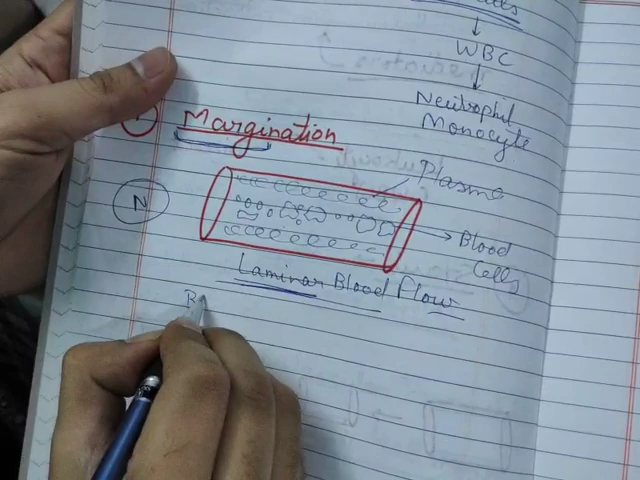 WBC
Neutrophil
Monocyte
Margination
Plasma
N
Blood
Cells
Laminar Blood Flow